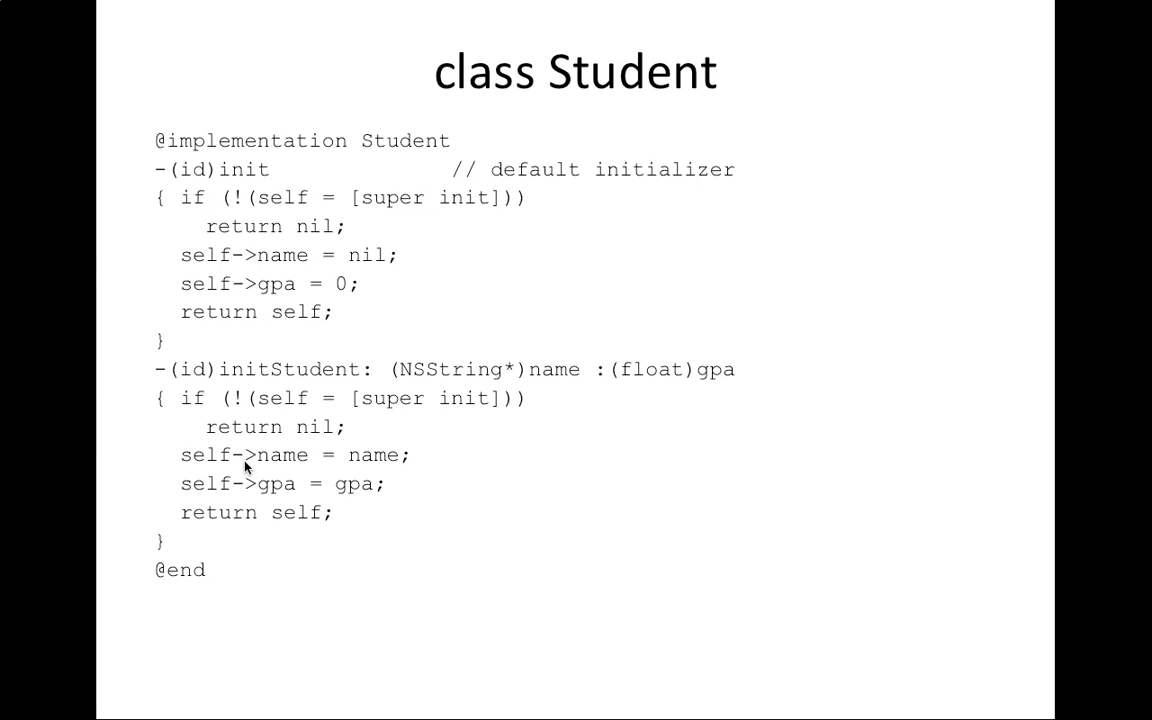 class Student
@implementation Student
-(id)init // default initializer
{ if (!(self = [super init]))
return nil;
self->name = nil;
self->gpa = 0;
return self;
}
-(id)initStudent: (NSString*)name :(float)gpa
{ if (!(self = [super init]))
return nil;
self->name = name;
self->gpa = gpa;
return self;
}
@end